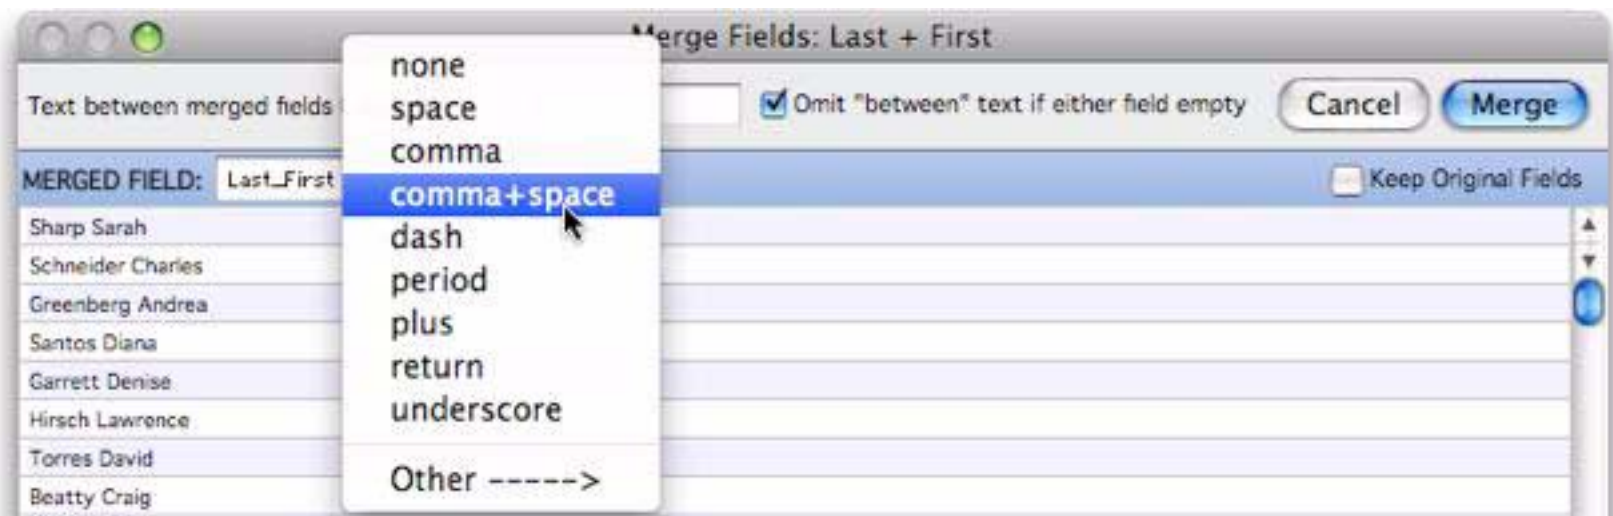 Merge Fields: Last + First
Text between merged fields
Omit "between" text if either field empty
Cancel
Merge
none
space
comma
comma+space
dash
period
plus
return
underscore
Other ----->
MERGED FIELD: Last_First
Keep Original Fields
Sharp Sarah
Schneider Charles
Greenberg Andrea
Santos Diana
Garrett Denise
Hirsch Lawrence
Torres David
Beatty Craig